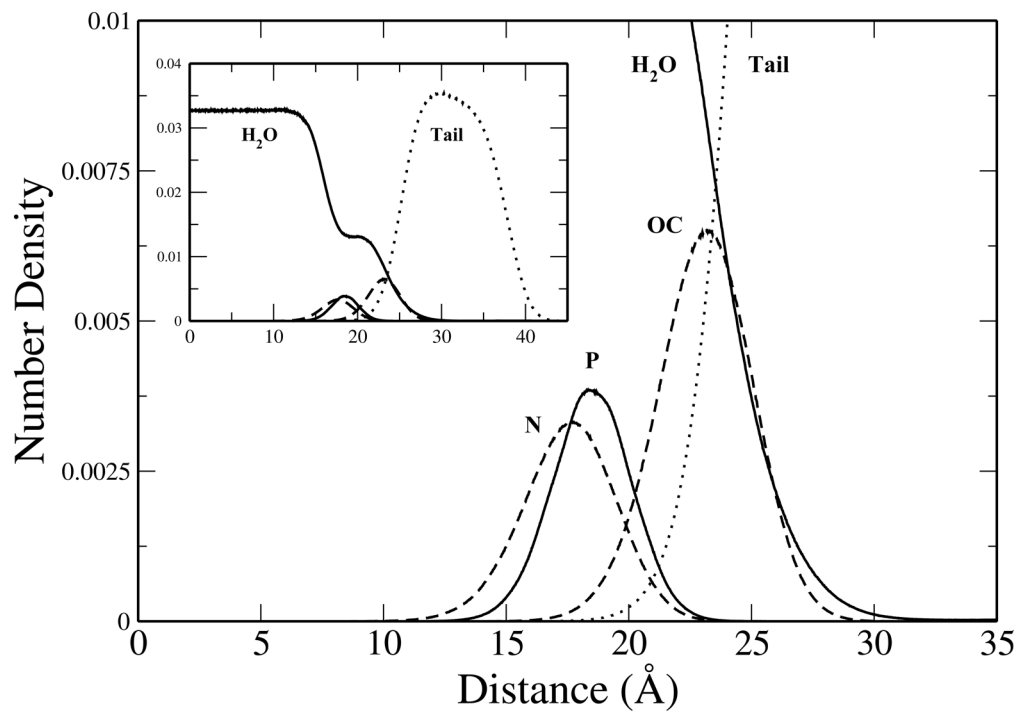 0.01
0.0075
0.005
0.0025
0
Number Density
0 5 10 15 20 25 30 35
Distance (Å)
H₂O
Tail
OC
P
N
0.04
0.03
0.02
0.01
0
0 10 20 30 40
H₂O
Tail